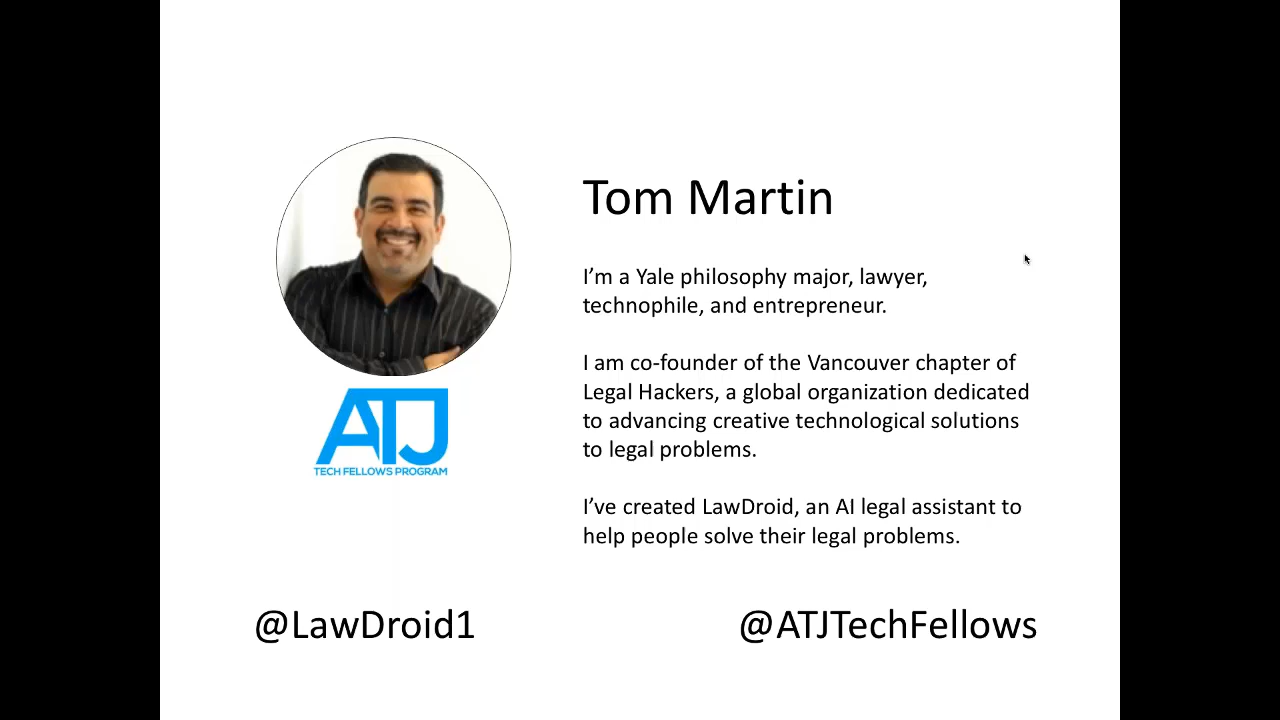 Tom Martin
I’m a Yale philosophy major, lawyer,
technophile, and entrepreneur.
I am co-founder of the Vancouver chapter of
Legal Hackers, a global organization dedicated
to advancing creative technological solutions
to legal problems.
I’ve created LawDroid, an AI legal assistant to
help people solve their legal problems.
ATJ
TECH FELLOWS PROGRAM
@LawDroid1
@ATJTechFellows